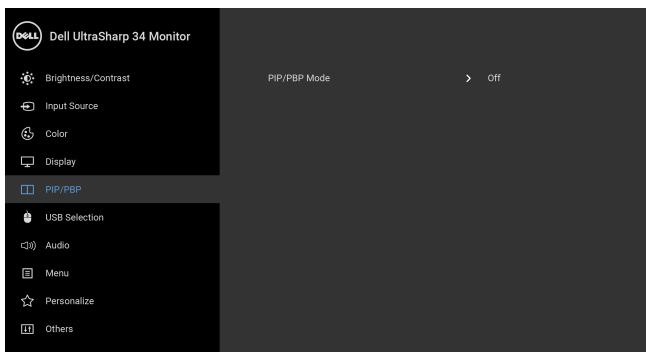 DELL Dell UltraSharp 34 Monitor
Brightness/Contrast
PIP/PBP Mode > Off
Input Source
Color
Display
PIP/PBP
USB Selection
Audio
Menu
Personalize
Others